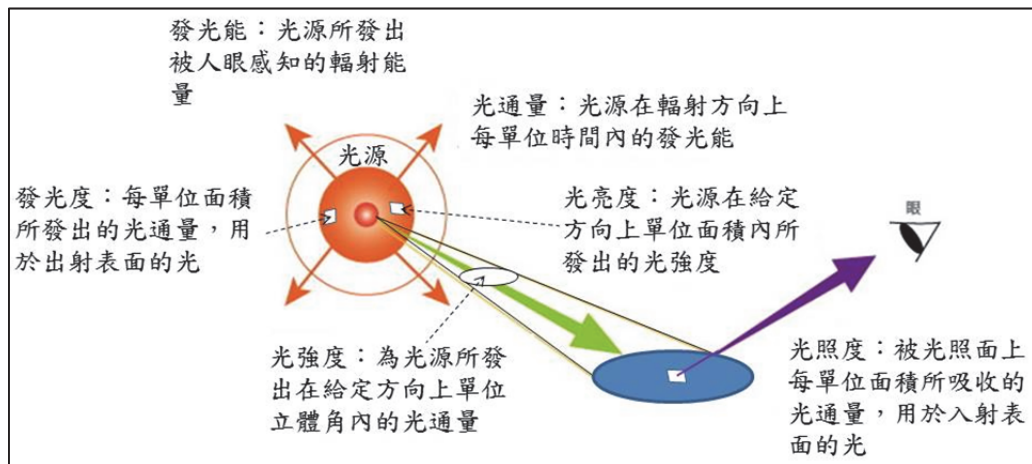 發光能：光源所發出
被人眼感知的輻射能
量
光通量：光源在輻射方向上
每單位時間內的發光能
光源
發光度：每單位面積
所發出的光通量，用
於出射表面的光
光亮度：光源在給定
方向上單位面積內所
發出的光強度
眼
光強度：為光源所發
出在給定方向上單位
立體角內的光通量
光照度：被光照面上
每單位面積所吸收的
光通量，用於入射表
面的光